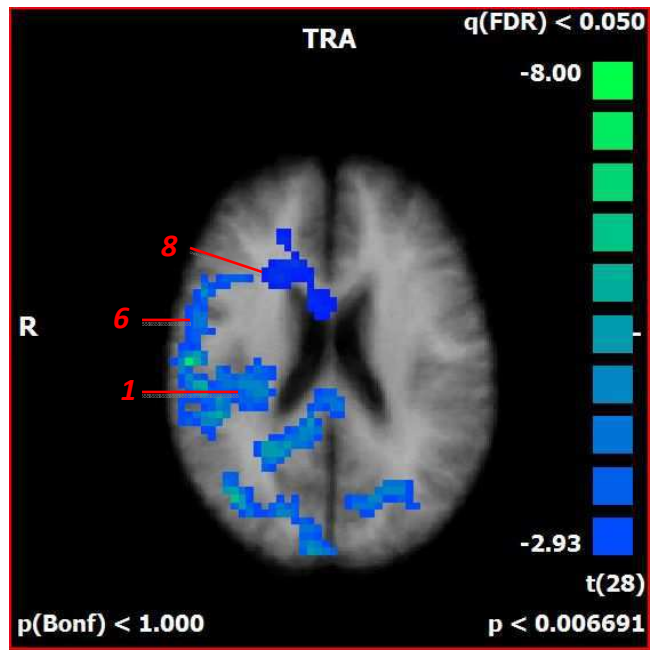 q(FDR) < 0.050
TRA
-8.00
8
6
R
-
1
-2.93
t(28)
p(Bonf) < 1.000
p < 0.006691